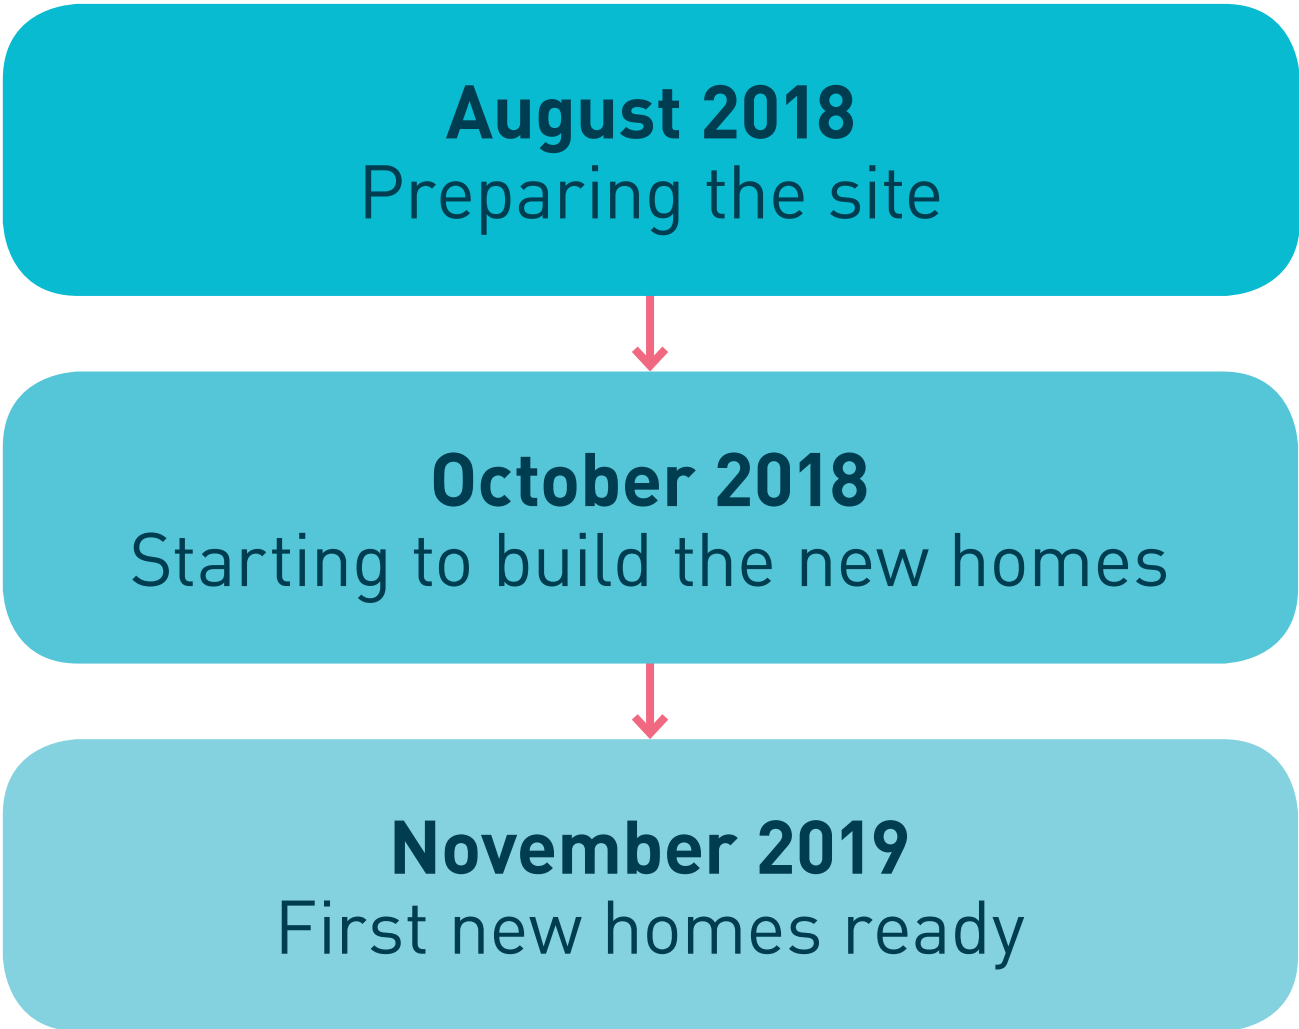 August 2018
Preparing the site
October 2018
Starting to build the new homes
November 2019
First new homes ready